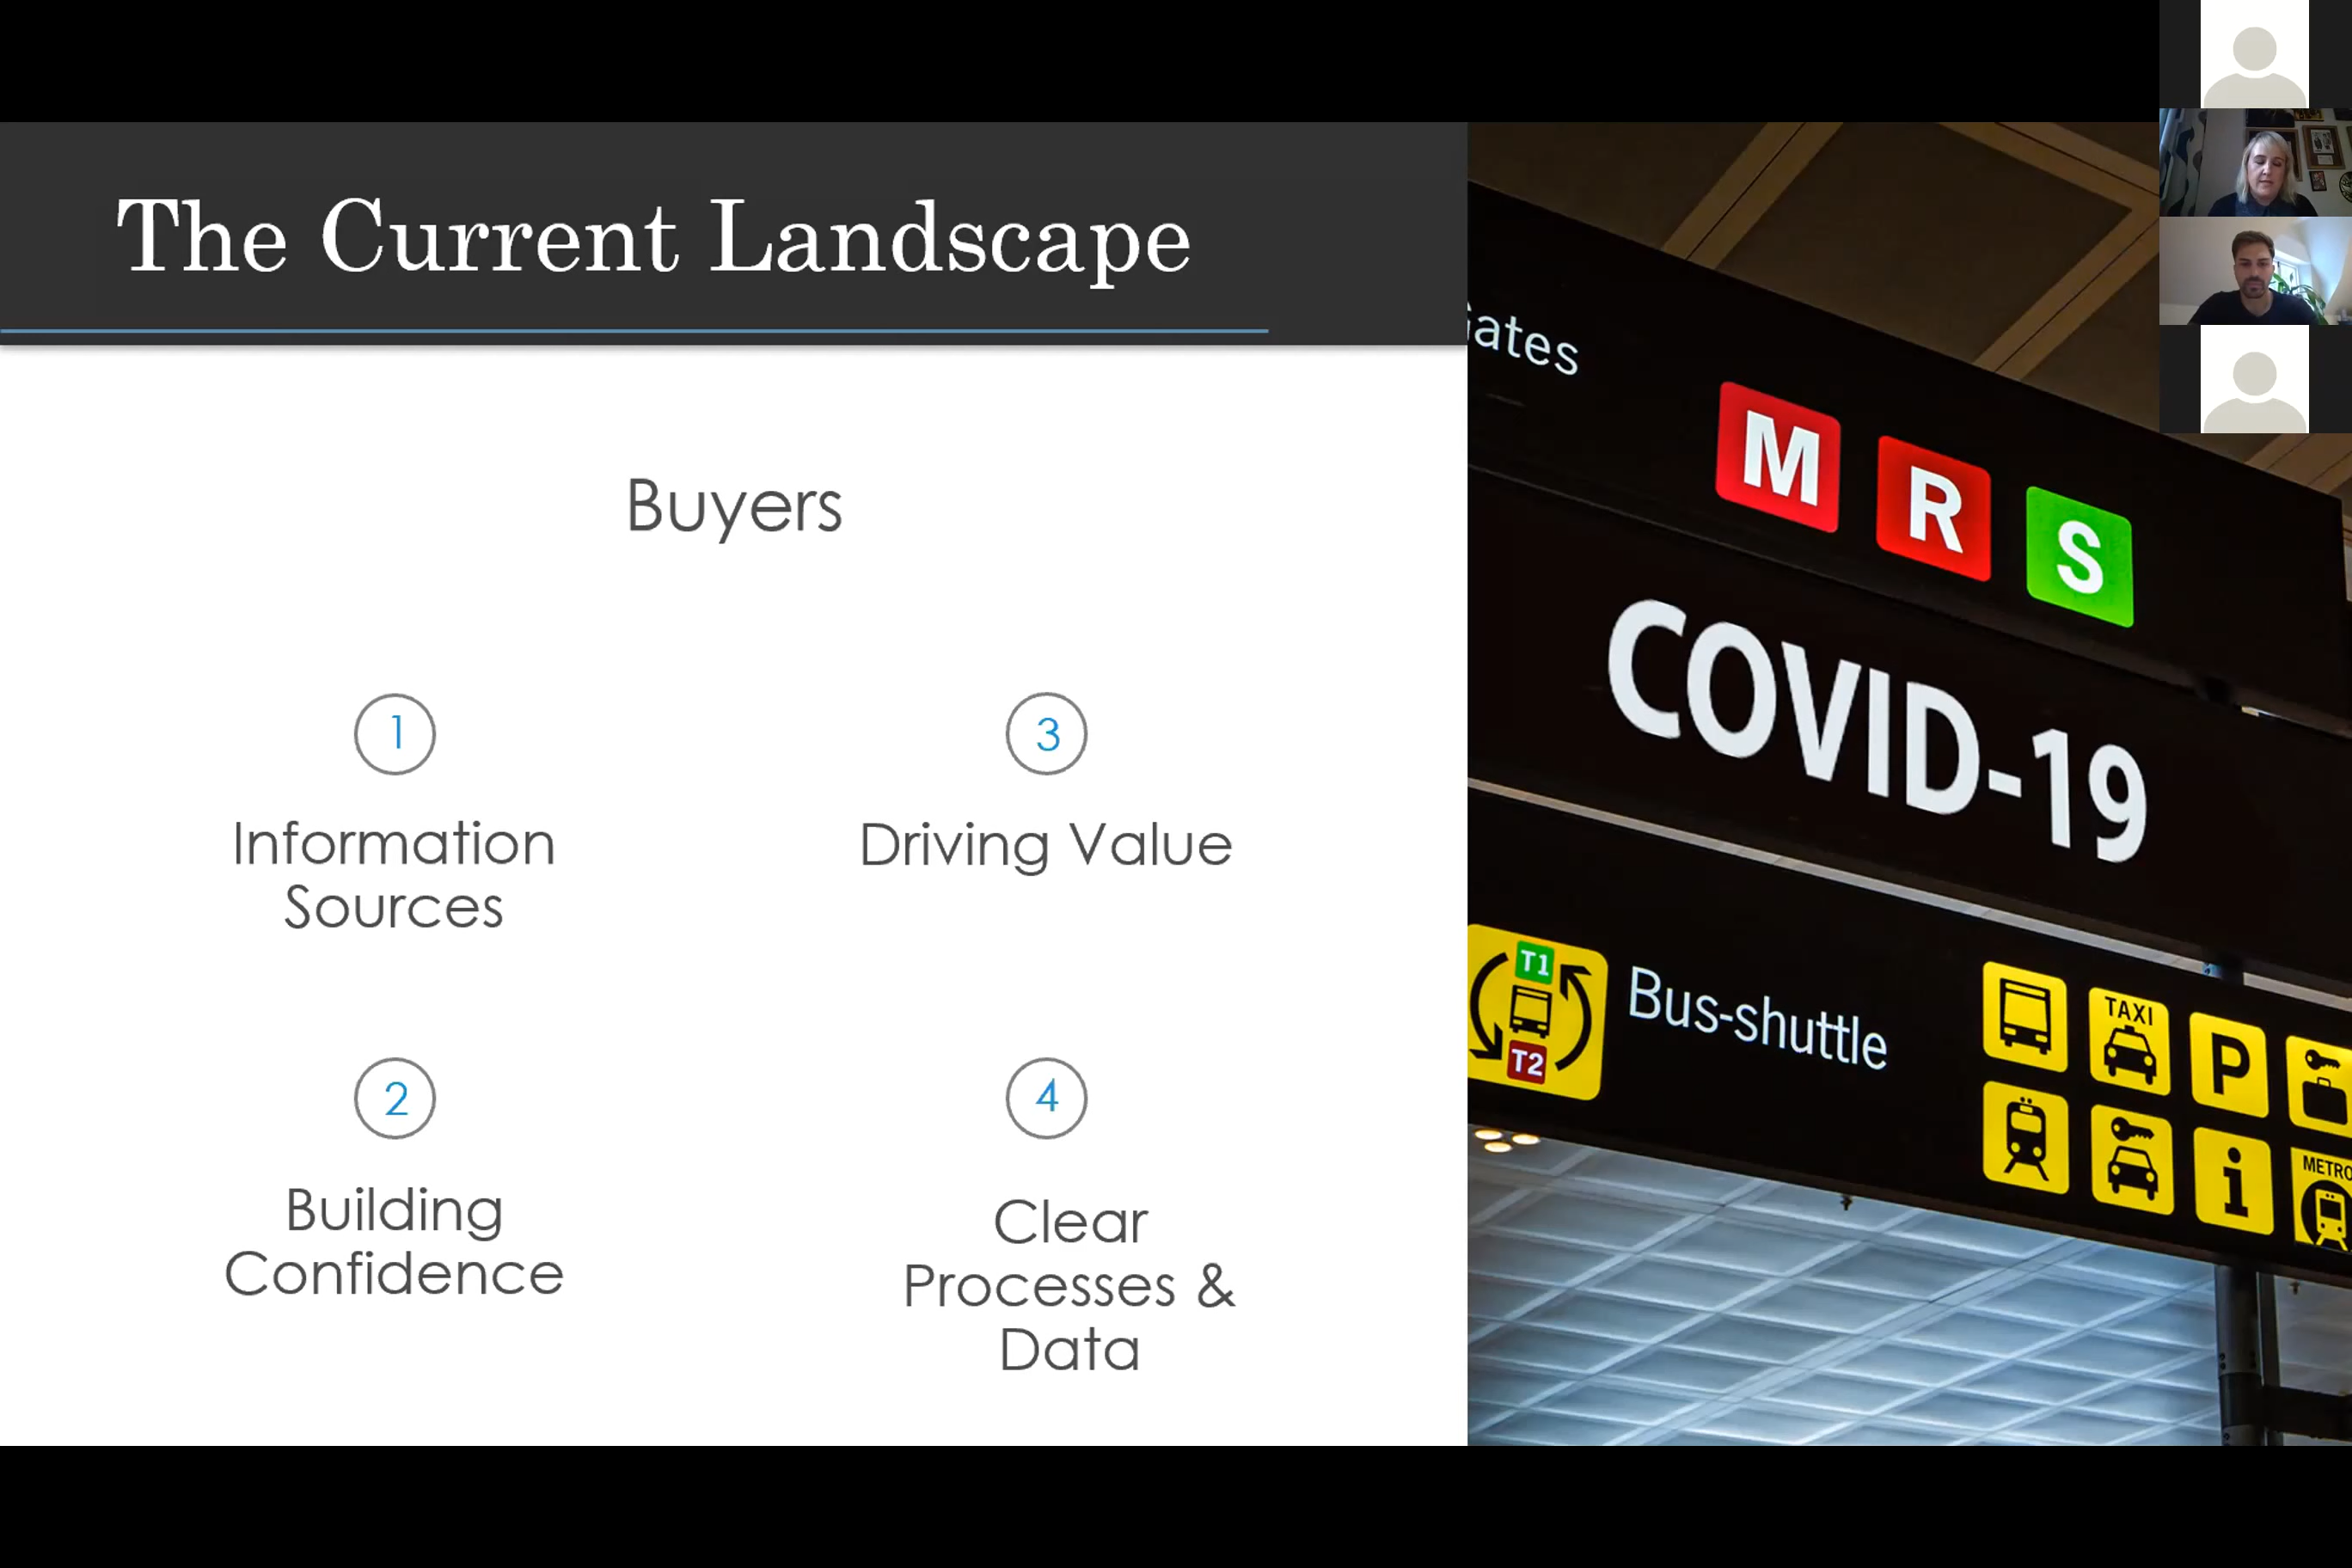 The Current Landscape
Buyers
1
Information
Sources
2
Building
Confidence
3
Driving Value
4
Clear
Processes &
Data
ates
M R S
COVID-19
T1
T2
Bus-shuttle
TAXI
P
i
METRO